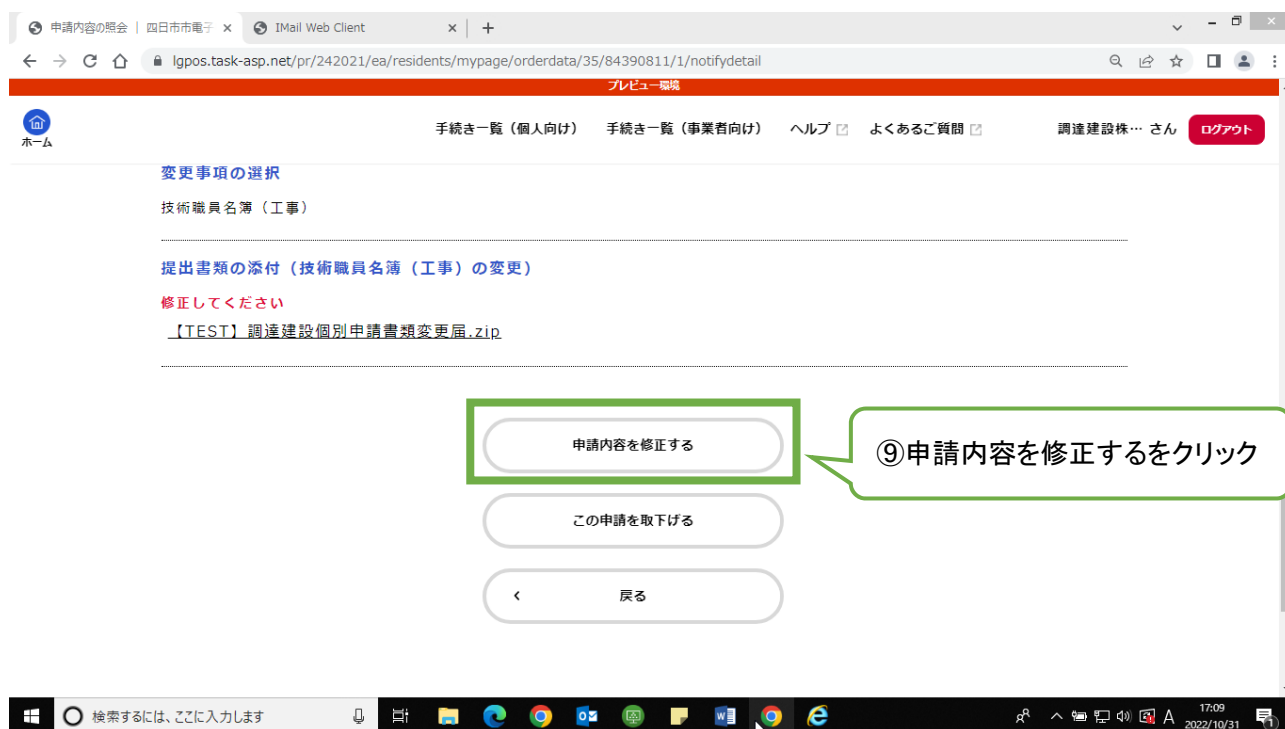 申請内容の照会 | 四日市市電子
IMail Web Client
lgpos.task-asp.net/pr/242021/ea/residents/mypage/orderdata/35/84390811/1/notifydetail
プレビュー環境
ホーム
手続き一覧（個人向け） 手続き一覧（事業者向け） ヘルプ よくあるご質問 調達建設株… さん ログアウト
変更事項の選択
技術職員名簿（工事）
提出書類の添付（技術職員名簿（工事）の変更）
修正してください
【TEST】調達建設個別申請書類変更届.zip
申請内容を修正する
⑨申請内容を修正するをクリック
この申請を取下げる
戻る
検索するには、ここに入力します
A
17:09
2022/10/31